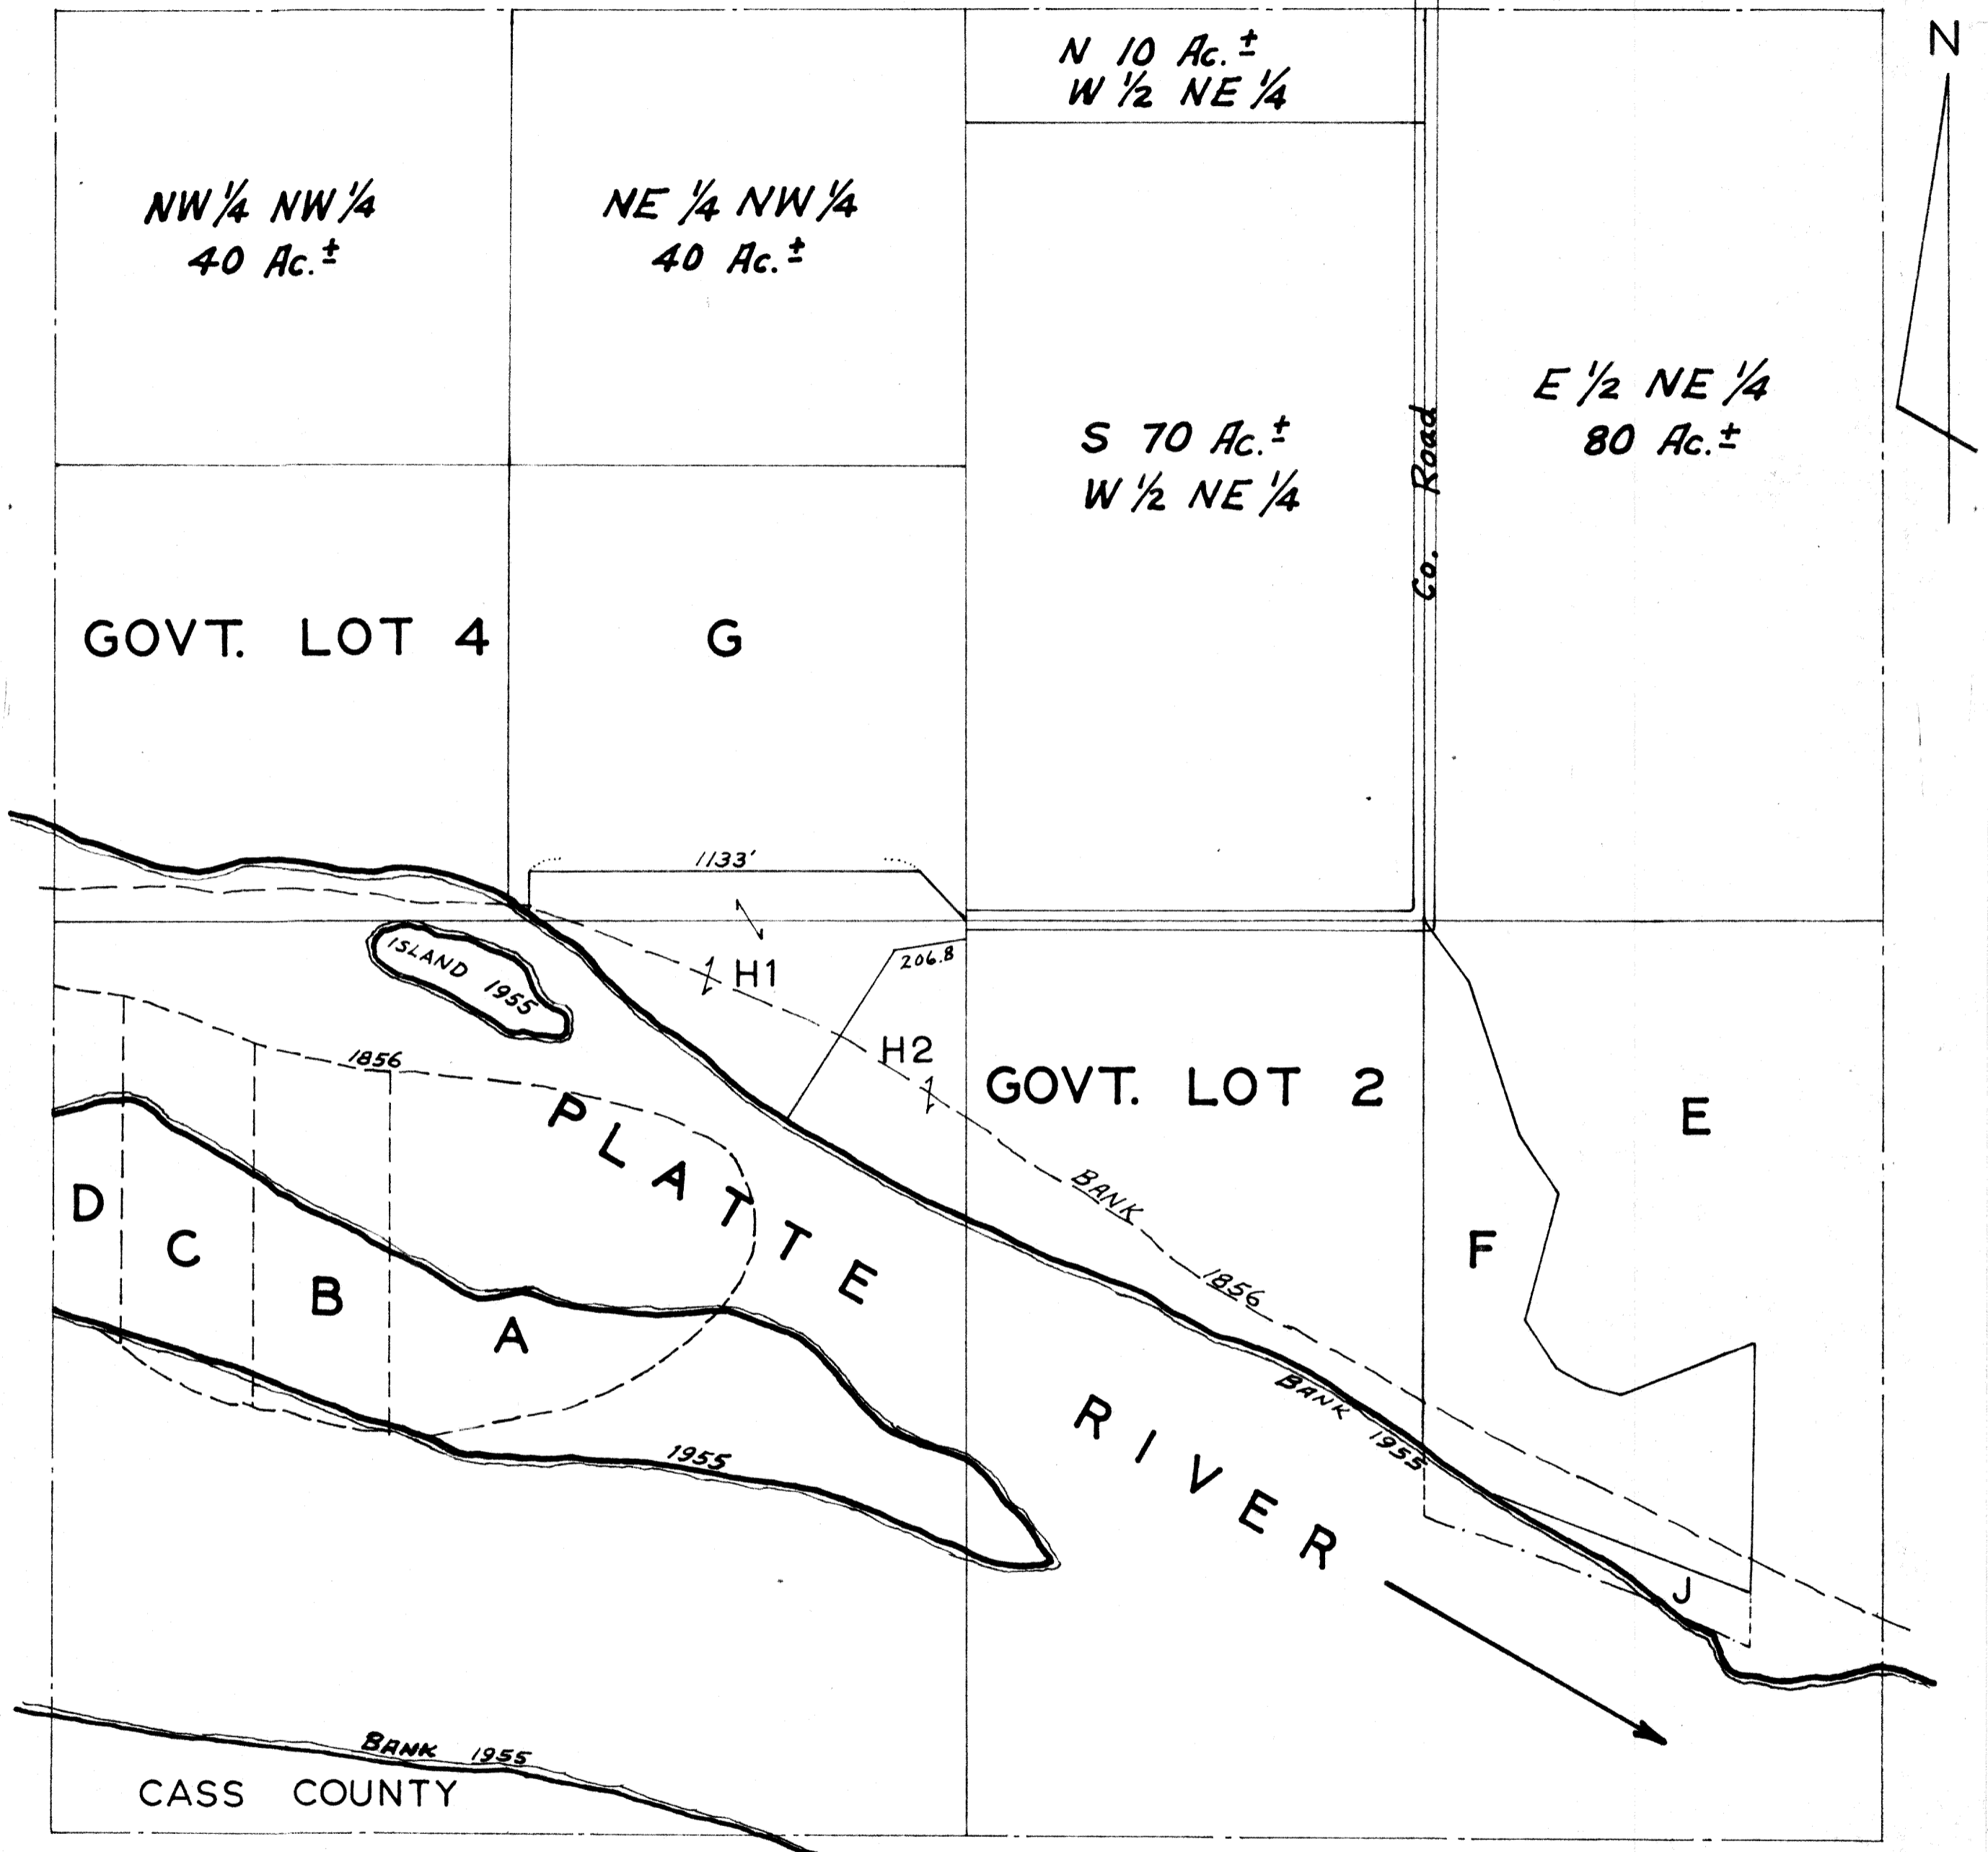 N
N 10 Ac.±
W ½ NE ¼
NW ¼ NW ¼
40 Ac.±
NE ¼ NW ¼
40 Ac.±
E ½ NE ¼
80 Ac.±
S 70 Ac.±
W ½ NE ¼
Co. Road
GOVT. LOT 4
G
1133'
ISLAND 1955
H1
206.8
H2
GOVT. LOT 2
E
1856
PLATTE
BANK
1856
D
C
B
A
F
BANK
1955
RIVER
1955
J
BANK 1955
CASS COUNTY